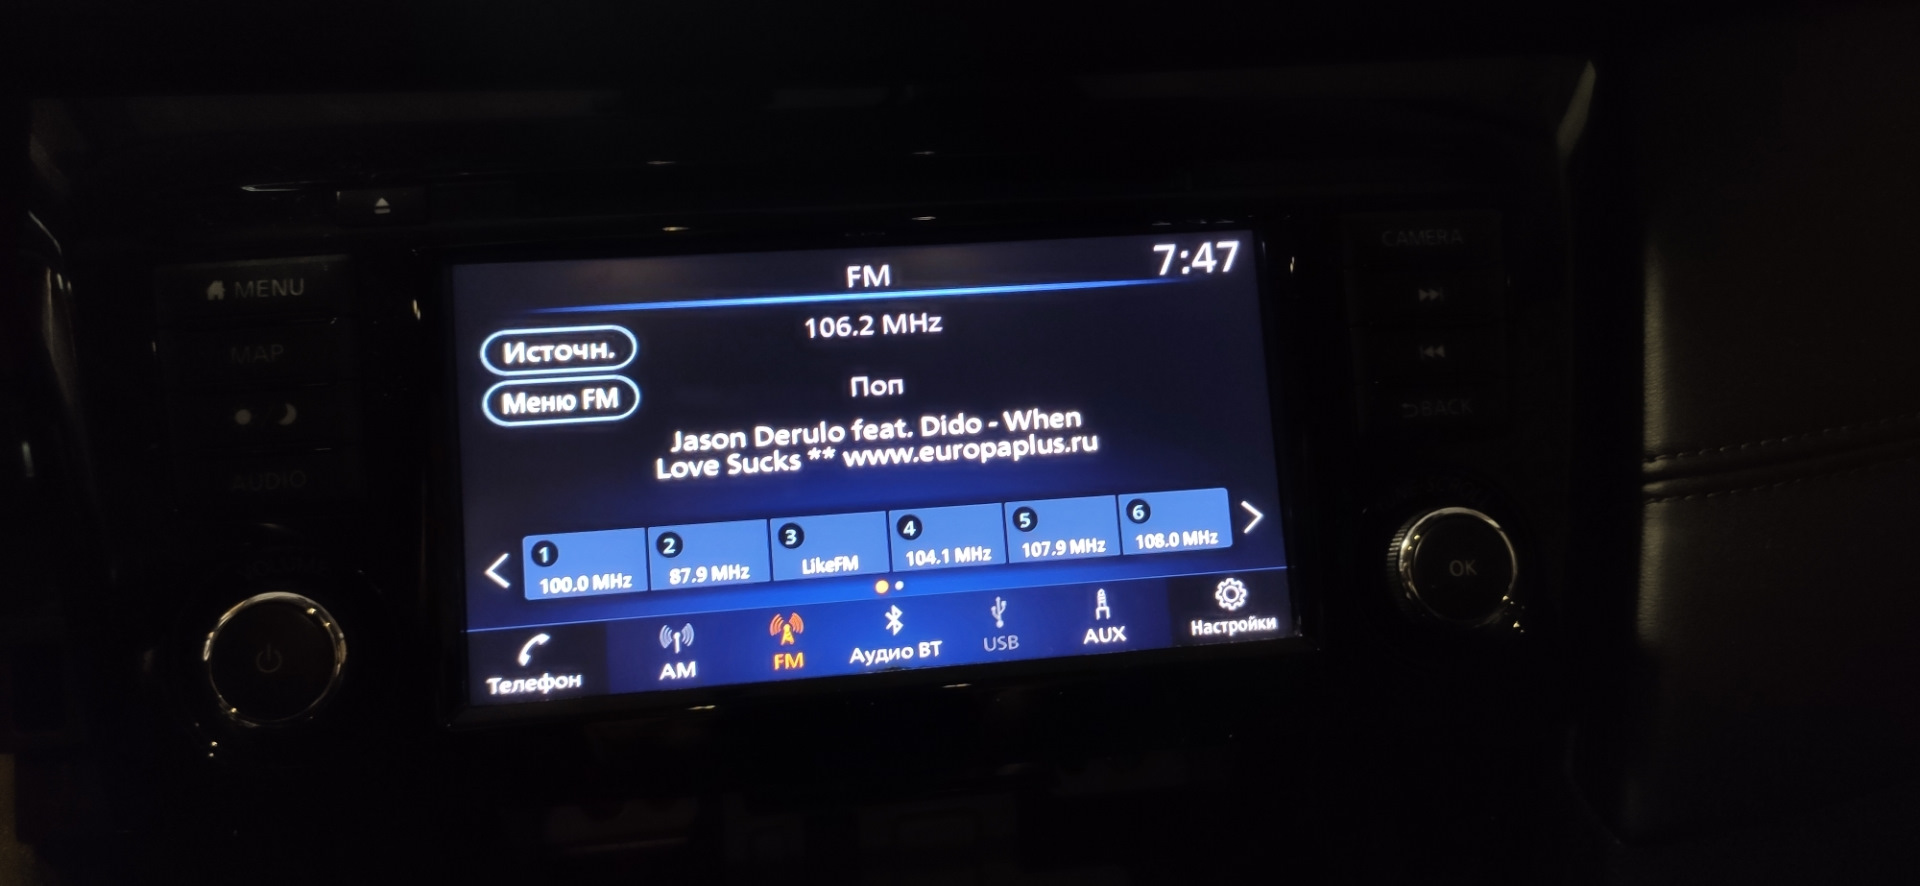 MENU
MAP
AUDIO
FM
7:47
106.2 MHz
Источн.
Меню FM
Поп
Jason Derulo feat. Dido - When
Love Sucks ** www.europaplus.ru
1
100.0 MHz
2
87.9 MHz
3
LikeFM
4
104.1 MHz
5
107.9 MHz
6
108.0 MHz
Телефон
AM
FM
Аудио BT
USB
AUX
Настройки
CAMERA
BACK
OK